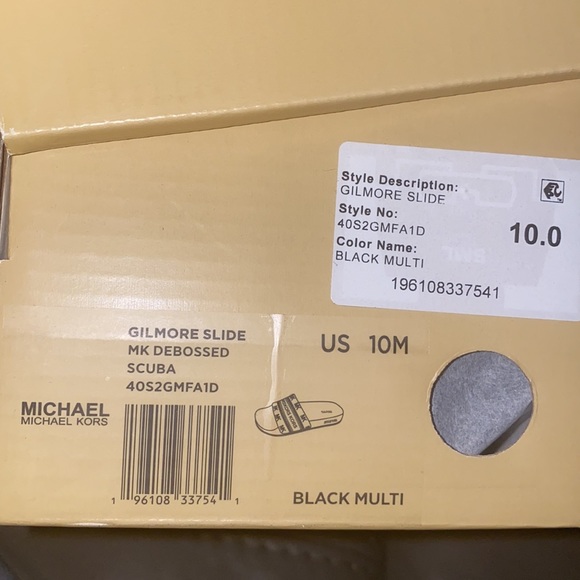 Style Description:
GILMORE SLIDE
Style No:
40S2GMFA1D
Color Name:
BLACK MULTI
10.0
196108337541
GILMORE SLIDE
MK DEBOSSED
SCUBA
40S2GMFA1D
US 10M
MICHAEL
MICHAEL KORS
1 96108 33754 1
BLACK MULTI